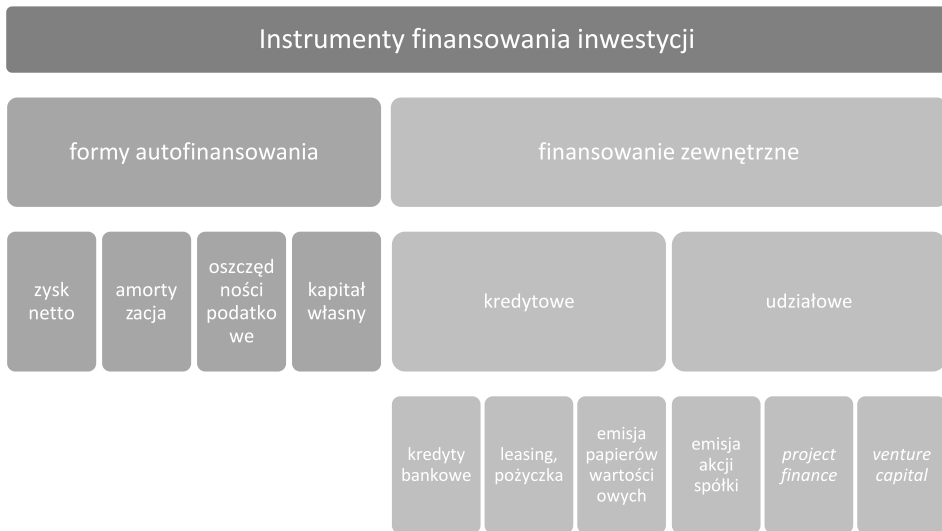 Instrumenty finansowania inwestycji
formy autofinansowania
finansowanie zewnętrzne
zysk
netto
amorty
zacja
oszczęd
ności
podatko
we
kapitał
własny
kredytowe
udziałowe
kredyty
bankowe
leasing,
pożyczka
emisja
papierów
wartości
owych
emisja
akcji
spółki
project
finance
venture
capital